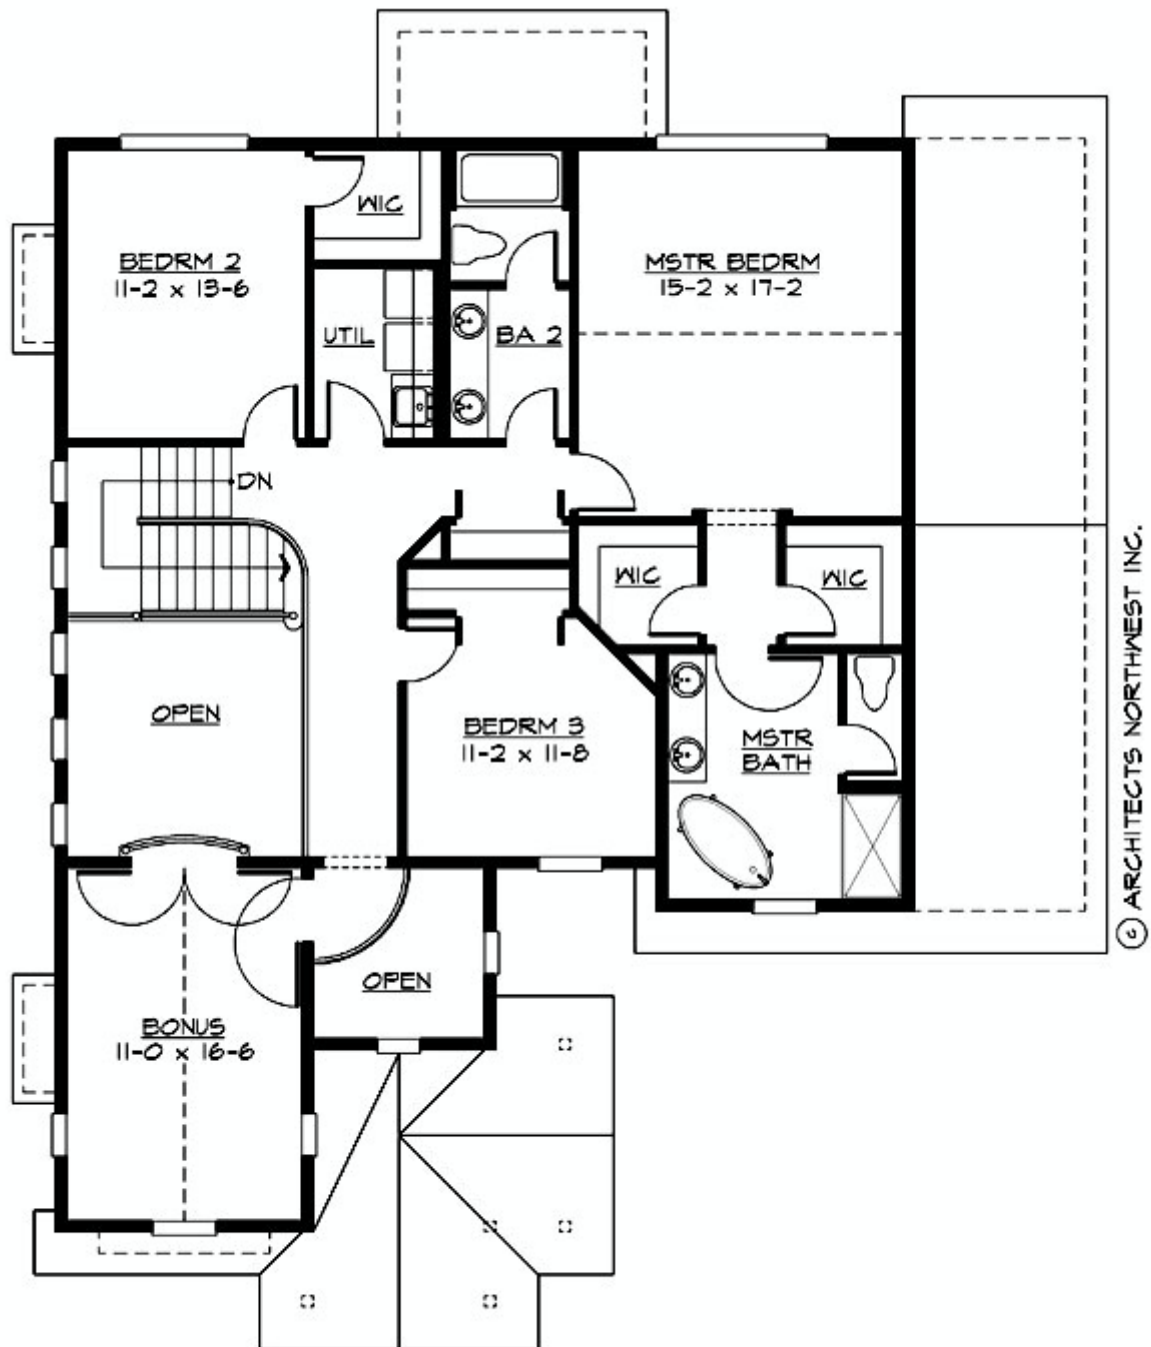 WIC
BEDRM 2
11-2 x 13-6
MSTR BEDRM
15-2 x 17-2
UTIL
BA 2
DN
WIC
WIC
OPEN
BEDRM 3
11-2 x 11-8
MSTR
BATH
OPEN
BONUS
11-0 x 16-6
© ARCHITECTS NORTHWEST INC.